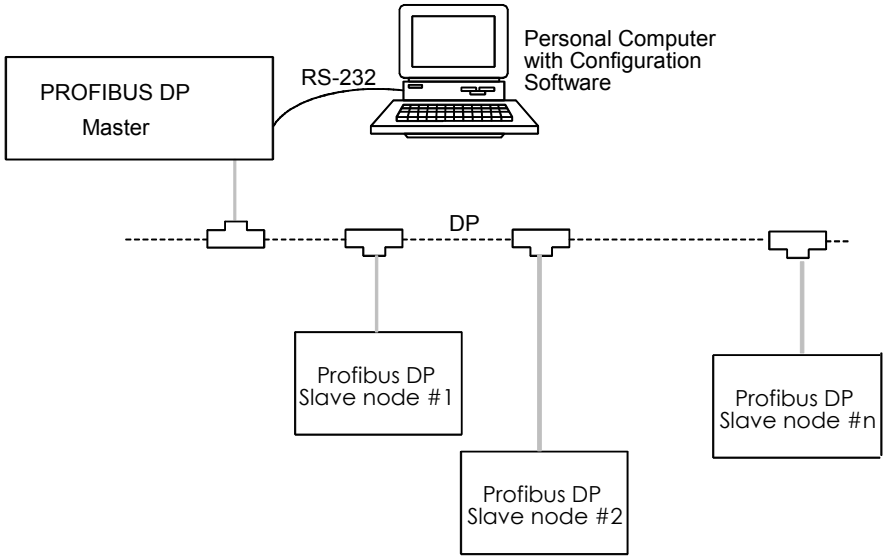 Personal Computer
with Configuration
Software
RS-232
PROFIBUS DP
Master
DP
Profibus DP
Slave node #1
Profibus DP
Slave node #n
Profibus DP
Slave node #2